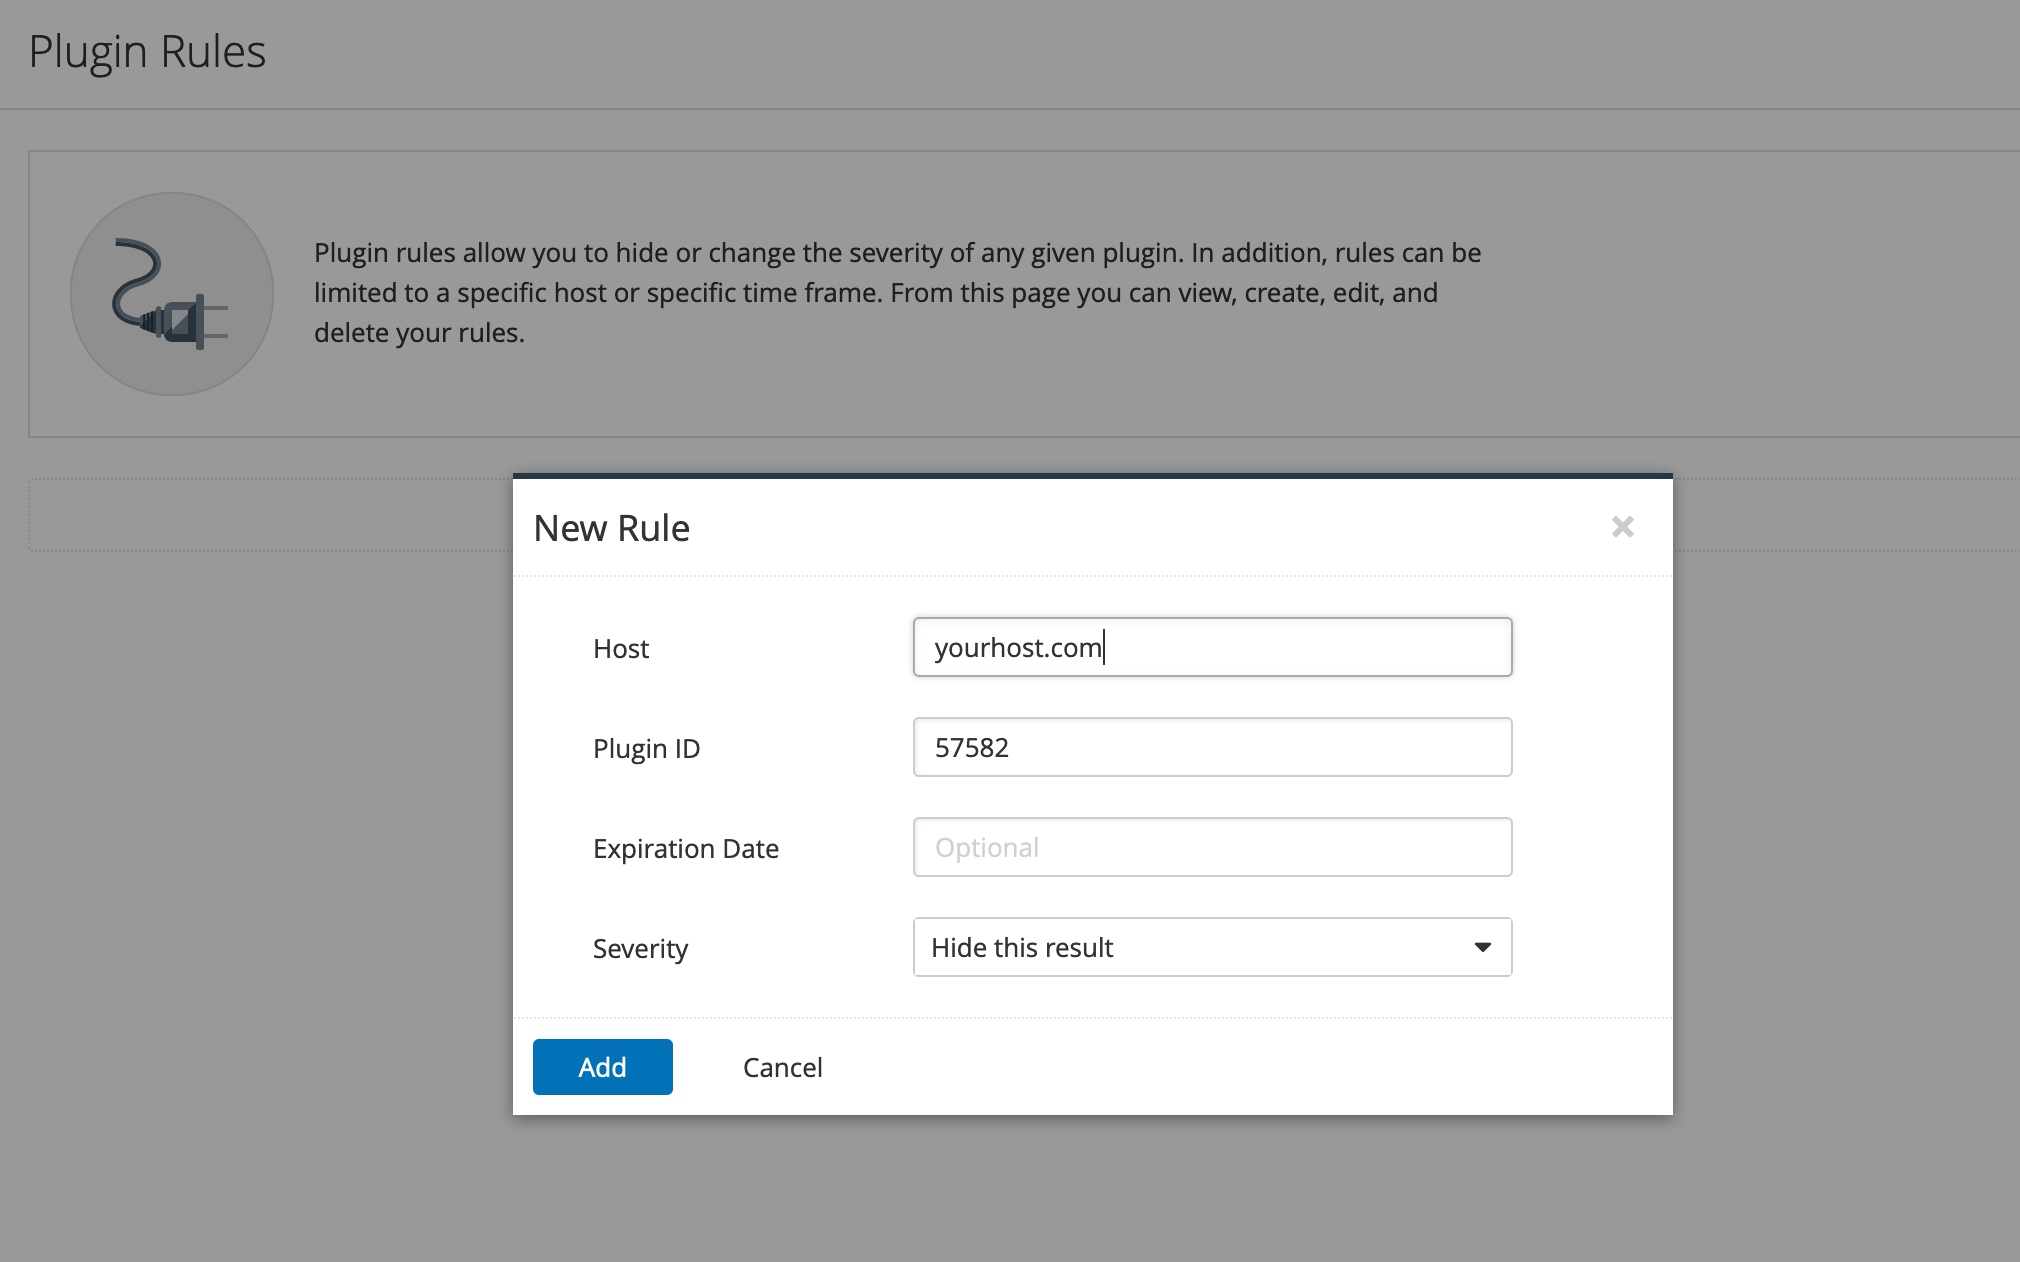 Plugin Rules
Plugin rules allow you to hide or change the severity of any given plugin. In addition, rules can be
limited to a specific host or specific time frame. From this page you can view, create, edit, and
delete your rules.
New Rule
Host
yourhost.com
Plugin ID
57582
Expiration Date
Optional
Severity
Hide this result
Add
Cancel